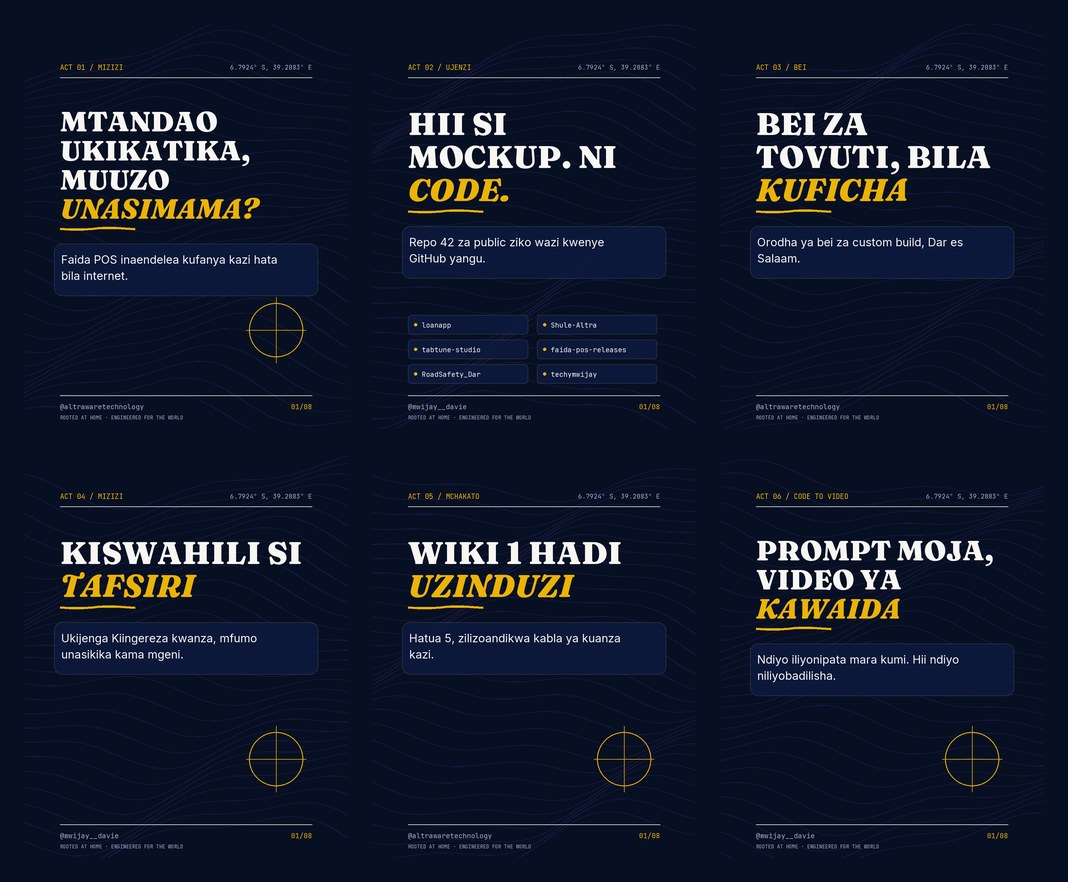 ACT 01 / MIZIZI
6.7924° S, 39.2083° E
MTANDAO
UKIKATIKA,
MUUZO
UNASIMAMA?
Faida POS inaendelea kufanya kazi hata
bila internet.
@altrawaretechnology
01/08
ROOTED AT HOME · ENGINEERED FOR THE WORLD
ACT 02 / UJENZI
6.7924° S, 39.2083° E
HII SI
MOCKUP. NI
CODE.
Repo 42 za public ziko wazi kwenye
GitHub yangu.
loanapp
Shule-Altra
tabtune-studio
faida-pos-releases
RoadSafety_Dar
techymwijay
@mwijay__davie
01/08
ROOTED AT HOME · ENGINEERED FOR THE WORLD
ACT 03 / BEI
6.7924° S, 39.2083° E
BEI ZA
TOVUTI, BILA
KUFICHA
Orodha ya bei za custom build, Dar es
Salaam.
@altrawaretechnology
01/08
ROOTED AT HOME · ENGINEERED FOR THE WORLD
ACT 04 / MIZIZI
6.7924° S, 39.2083° E
KISWAHILI SI
TAFSIRI
Ukijenga Kiingereza kwanza, mfumo
unasikika kama mgeni.
@mwijay__davie
01/08
ROOTED AT HOME · ENGINEERED FOR THE WORLD
ACT 05 / MCHAKATO
6.7924° S, 39.2083° E
WIKI 1 HADI
UZINDUZI
Hatua 5, zilizoandikwa kabla ya kuanza
kazi.
@altrawaretechnology
01/08
ROOTED AT HOME · ENGINEERED FOR THE WORLD
ACT 06 / CODE TO VIDEO
6.7924° S, 39.2083° E
PROMPT MOJA,
VIDEO YA
KAWAIDA
Ndiyo iliyonipata mara kumi. Hii ndiyo
niliyobadilisha.
@mwijay__davie
01/08
ROOTED AT HOME · ENGINEERED FOR THE WORLD